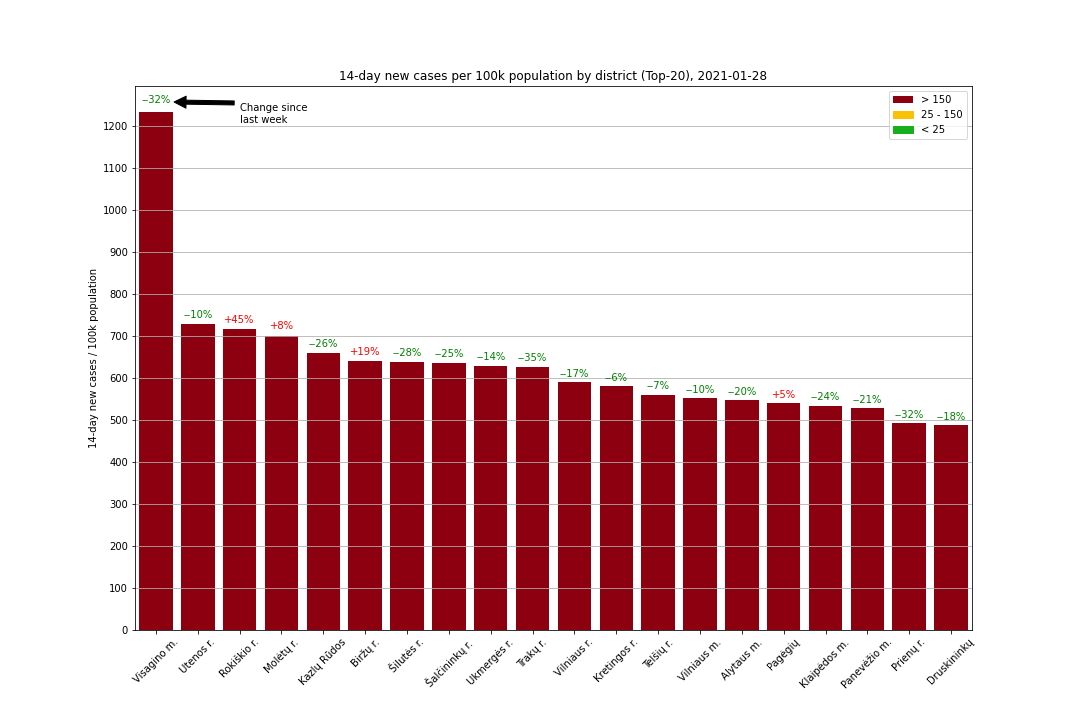 14-day new cases per 100k population by district (Top-20), 2021-01-28
> 150
25 - 150
< 25
Change since
last week
−32%
−10%
+45%
+8%
−26%
+19%
−28%
−25%
−14%
−35%
−17%
−6%
−7%
−10%
−20%
+5%
−24%
−21%
−32%
−18%
14-day new cases / 100k population
1200
1100
1000
900
800
700
600
500
400
300
200
100
0
Visagino m.
Utenos r.
Rokiškio r.
Molėtų r.
Kazlų Rūdos
Biržų r.
Šilutės r.
Šalčininkų r.
Ukmergės r.
Trakų r.
Vilniaus r.
Kretingos r.
Telšių r.
Vilniaus m.
Alytaus m.
Pagėgių
Klaipėdos m.
Panevėžio m.
Prienų r.
Druskininkų